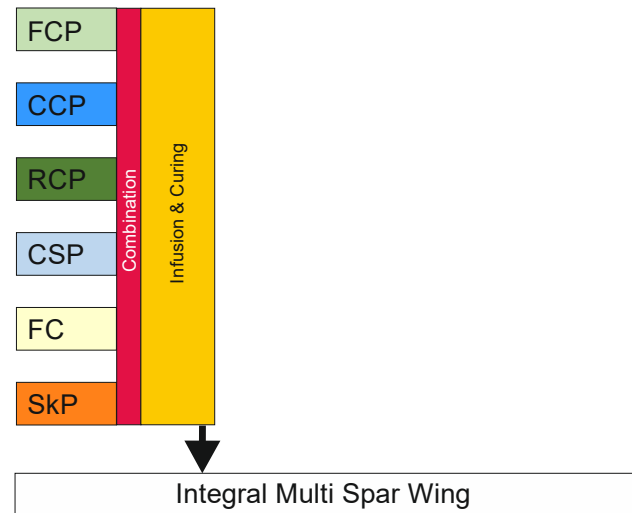 FCP
CCP
RCP
CSP
FC
SkP
Combination
Infusion & Curing
Integral Multi Spar Wing